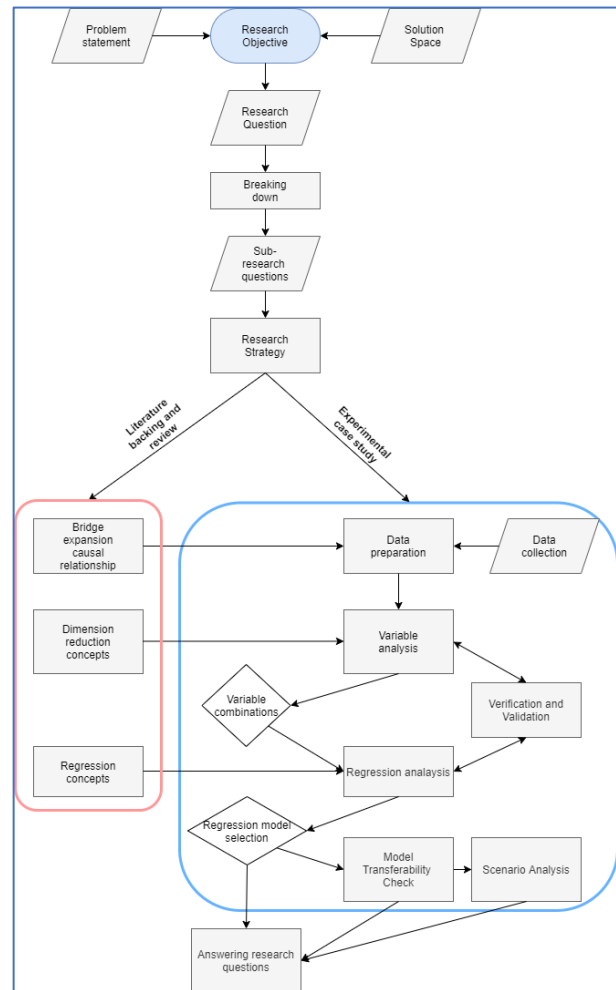 Problem
statement
Research
Objective
Solution
Space
Research
Question
Breaking
down
Sub-
research
questions
Research
Strategy
Literature
backing and
review
Experimental
case study
Bridge
expansion
causal
relationship
Data
preparation
Data
collection
Dimension
reduction
concepts
Variable
analysis
Variable
combinations
Verification and
Validation
Regression
concepts
Regression analaysis
Regression model
selection
Model
Transferability
Check
Scenario Analysis
Answering research
questions